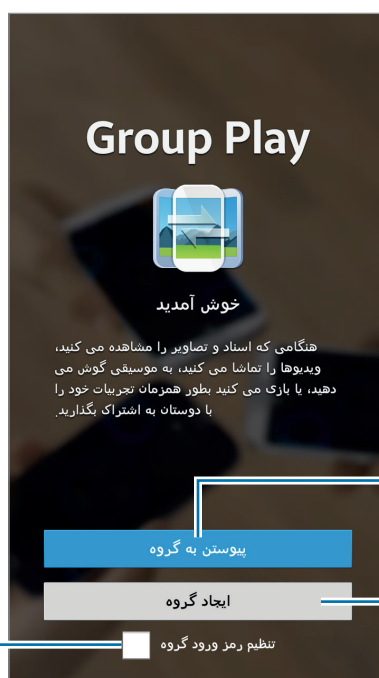 Group Play
خوش آمدید
هنگامی که اسناد و تصاویر را مشاهده می کنید،
ویدیوها را تماشا می کنید، به موسیقی گوش می
دهید، یا بازی می کنید بطور همزمان تجربیات خود را
با دوستان به اشتراک بگذارید.
پیوستن به گروه
ایجاد گروه
تنظیم رمز ورود گروه